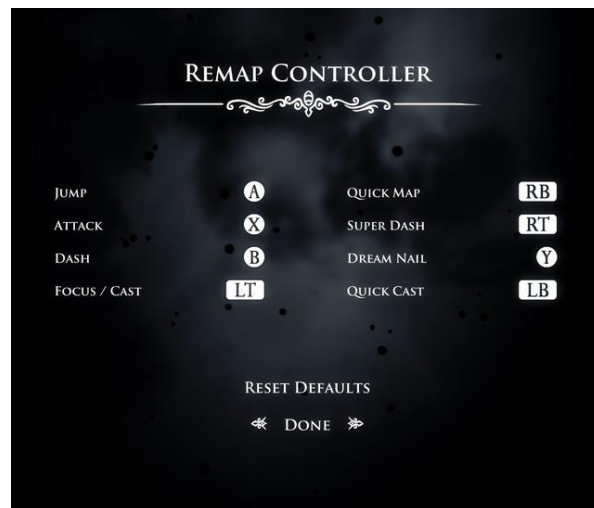 Remap Controller
Jump A Quick Map RB
Attack X Super Dash RT
Dash B Dream Nail Y
Focus / Cast LT Quick Cast LB
Reset Defaults
Done